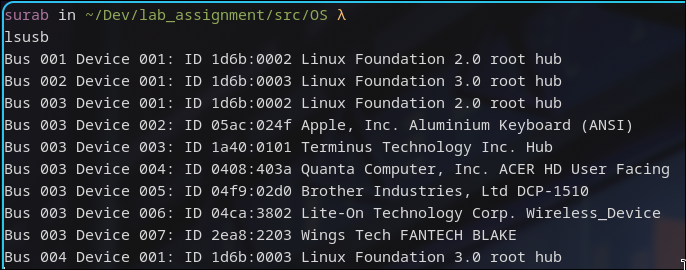 surab in ~/Dev/lab_assignment/src/OS λ
lsusb
Bus 001 Device 001: ID 1d6b:0002 Linux Foundation 2.0 root hub
Bus 002 Device 001: ID 1d6b:0003 Linux Foundation 3.0 root hub
Bus 003 Device 001: ID 1d6b:0002 Linux Foundation 2.0 root hub
Bus 003 Device 002: ID 05ac:024f Apple, Inc. Aluminium Keyboard (ANSI)
Bus 003 Device 003: ID 1a40:0101 Terminus Technology Inc. Hub
Bus 003 Device 004: ID 0408:403a Quanta Computer, Inc. ACER HD User Facing
Bus 003 Device 005: ID 04f9:02d0 Brother Industries, Ltd DCP-1510
Bus 003 Device 006: ID 04ca:3802 Lite-On Technology Corp. Wireless_Device
Bus 003 Device 007: ID 2ea8:2203 Wings Tech FANTECH BLAKE
Bus 004 Device 001: ID 1d6b:0003 Linux Foundation 3.0 root hub